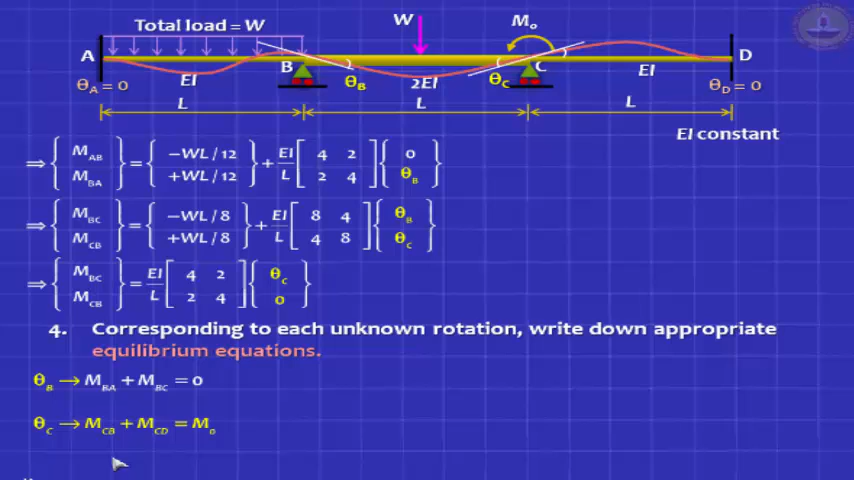 Total load = W
W
Mo
A
B
C
D
θA = 0
EI
θB
2EI
θC
EI
θD = 0
L
L
L
EI constant
⇒ { MAB MBA } = { −WL / 12 +WL / 12 } + EI/L [ 4 2 2 4 ] { 0 θB }
⇒ { MBC MCB } = { −WL / 8 +WL / 8 } + EI/L [ 8 4 4 8 ] { θB θC }
⇒ { MBC MCB } = EI/L [ 4 2 2 4 ] { θC 0 }
4. Corresponding to each unknown rotation, write down appropriate
equilibrium equations.
θB → MBA + MBC = 0
θC → MCB + MCD = Mo